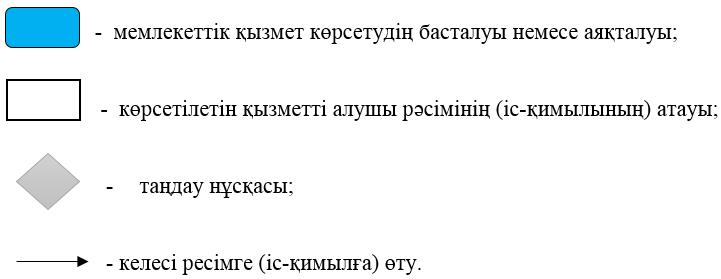 - мемлекеттік қызмет көрсетудің басталуы немесе аяқталуы;
- көрсетілетін қызметті алушы рәсімінің (іс-қимылының) атауы;
- таңдау нұсқасы;
- келесі ресімге (іс-қимылға) өту.